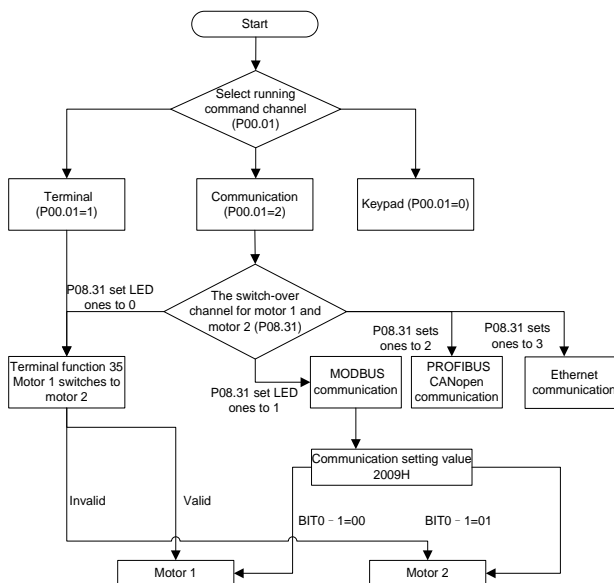 Start
Select running
command channel
(P00.01)
Terminal
(P00.01=1)
Communication
(P00.01=2)
Keypad (P00.01=0)
P08.31 set LED
ones to 0
The switch-over
channel for motor 1 and
motor 2 (P08.31)
P08.31 sets
ones to 2
P08.31 sets
ones to 3
Terminal function 35
Motor 1 switches to
motor 2
P08.31 set LED
ones to 1
MODBUS
communication
PROFIBUS
CANopen
communication
Ethernet
communication
Communication setting value
2009H
Invalid
Valid
BIT0﹣1=00
BIT0﹣1=01
Motor 1
Motor 2